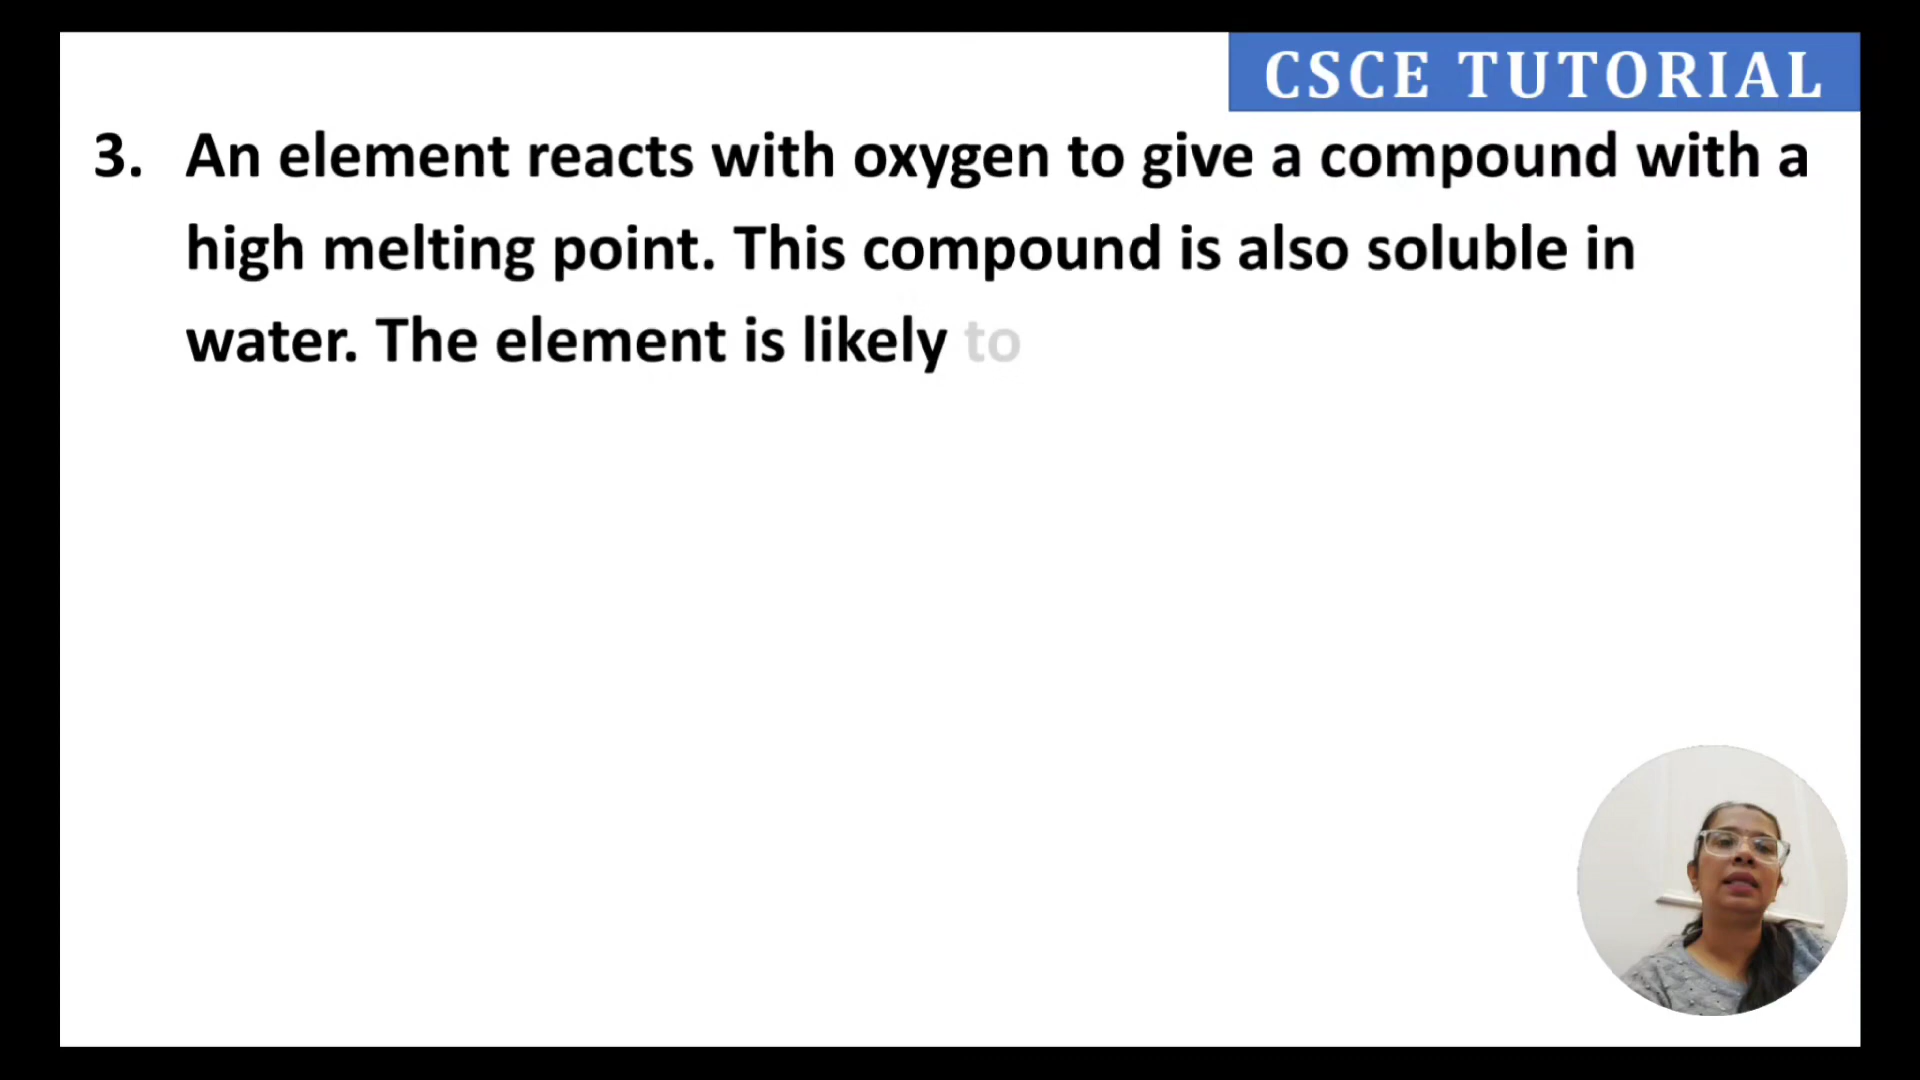 CSCE TUTORIAL
3. An element reacts with oxygen to give a compound with a
high melting point. This compound is also soluble in
water. The element is likely to